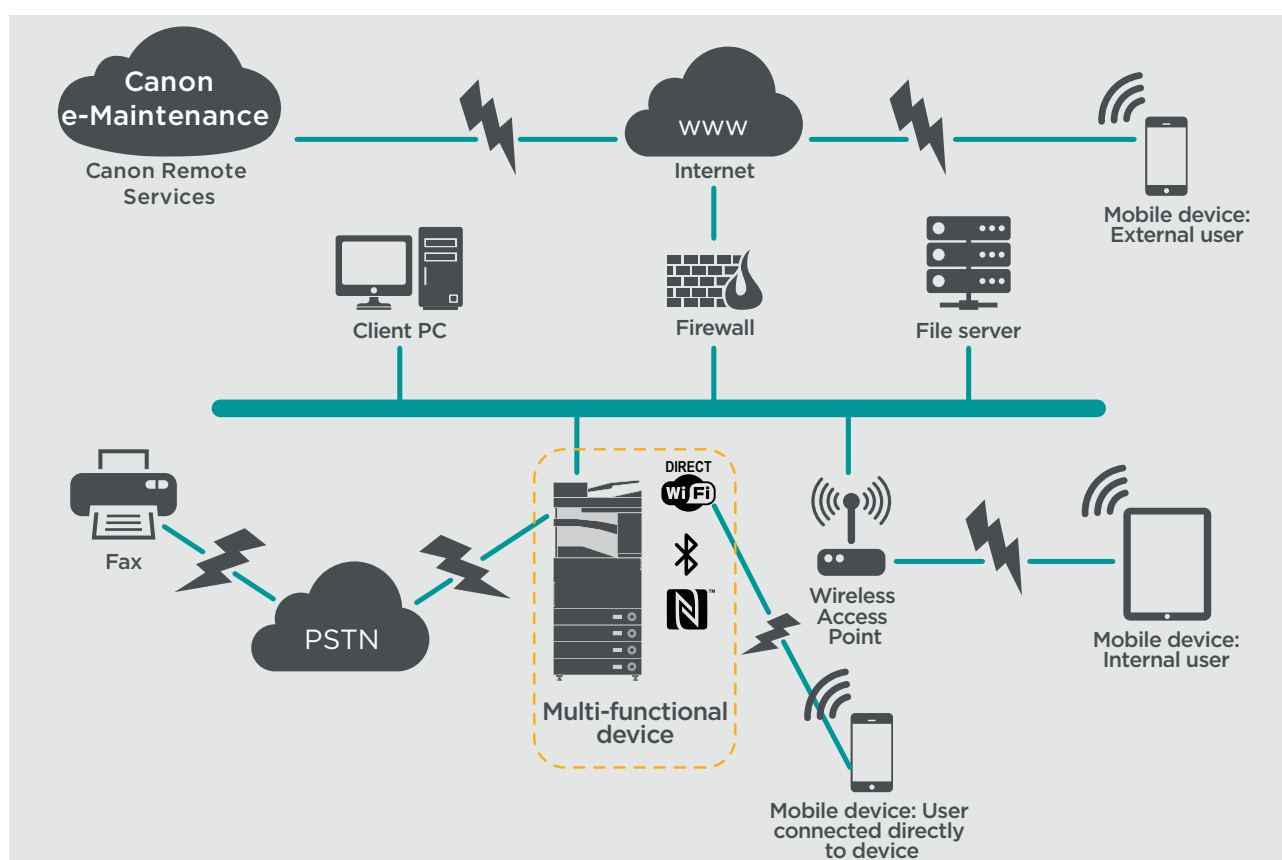 Canon
e-Maintenance
Canon Remote
Services
www
Internet
Mobile device:
External user
Client PC
Firewall
File server
Fax
PSTN
DIRECT
WiFi
N™
Multi-functional
device
Wireless
Access
Point
Mobile device:
Internal user
Mobile device: User
connected directly
to device